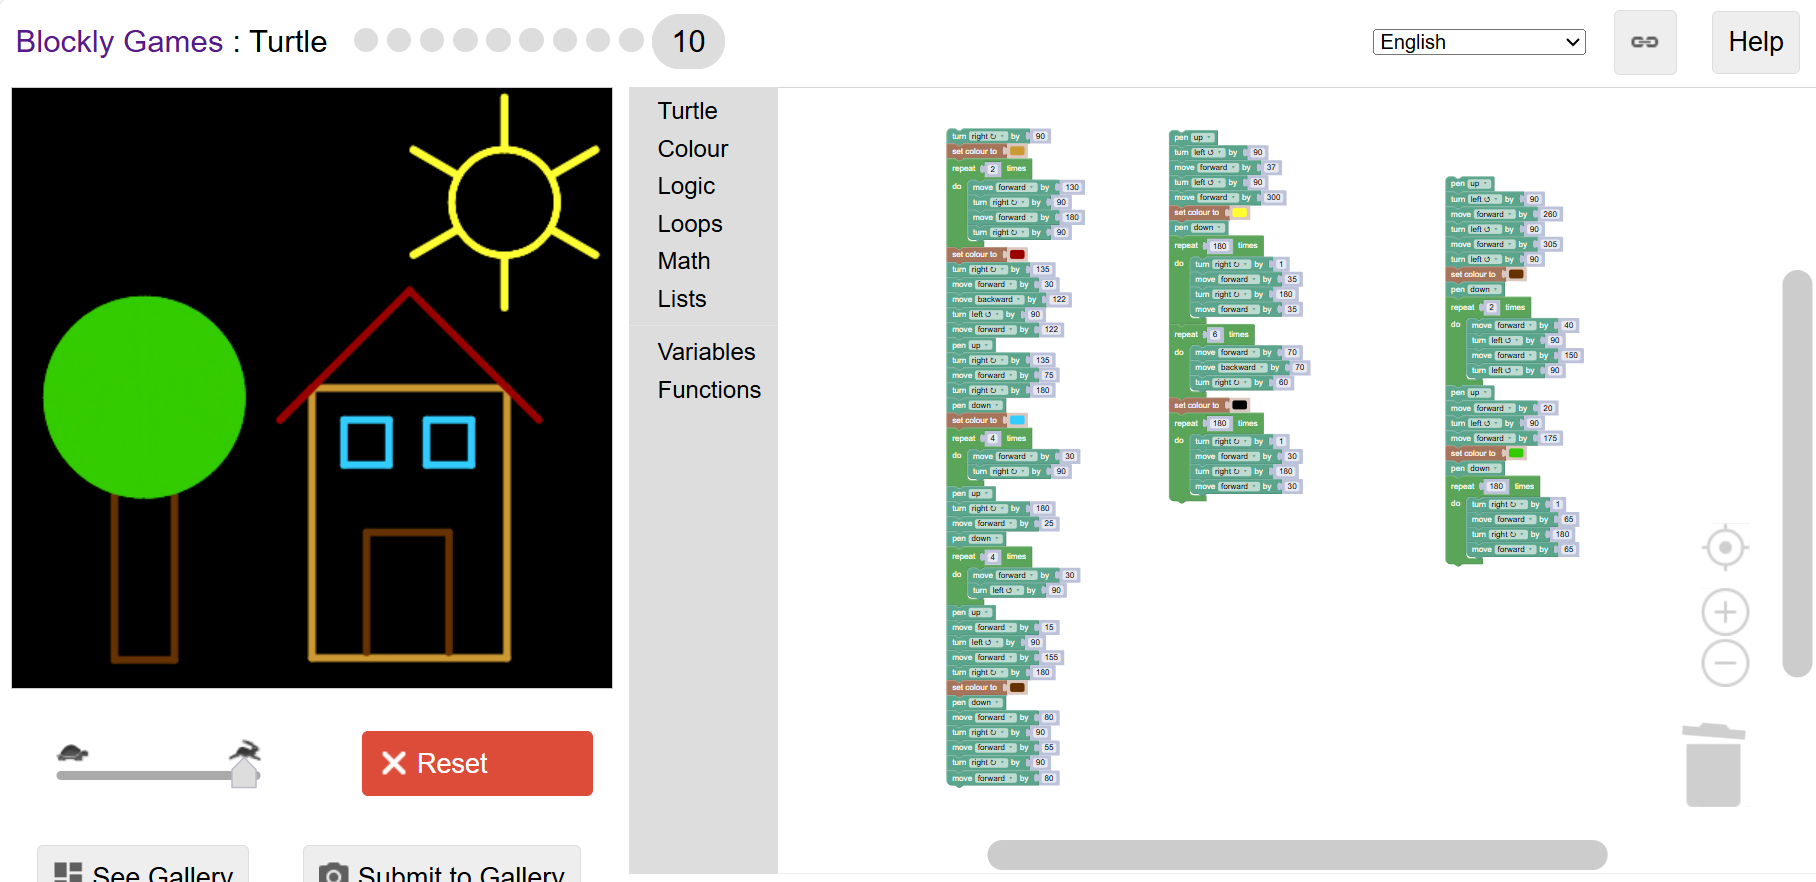 Blockly Games : Turtle
10
English
Help
Reset
See Gallery
Submit to Gallery
Turtle
Colour
Logic
Loops
Math
Lists
Variables
Functions
turn right ↻ by 90
set colour to
repeat 2 times
do move forward by 130
turn right ↻ by 90
move forward by 180
turn right ↻ by 90
set colour to
turn right ↻ by 135
move forward by 30
move backward by 122
turn left ↺ by 90
move forward by 122
pen up
turn right ↻ by 135
move forward by 75
turn right ↻ by 180
pen down
set colour to
repeat 4 times
do move forward by 30
turn right ↻ by 90
pen up
turn right ↻ by 180
move forward by 25
pen down
repeat 4 times
do move forward by 30
turn left ↺ by 90
pen up
move forward by 15
turn left ↺ by 90
move forward by 155
turn right ↻ by 180
set colour to
pen down
move forward by 80
turn right ↻ by 90
move forward by 55
turn right ↻ by 90
move forward by 80
pen up
turn left ↺ by 90
move forward by 37
turn left ↺ by 90
move forward by 300
set colour to
pen down
repeat 180 times
do turn right ↻ by 1
move forward by 35
turn right ↻ by 180
move forward by 35
repeat 6 times
do move forward by 70
move backward by 70
turn right ↻ by 60
set colour to
repeat 180 times
do turn right ↻ by 1
move forward by 30
turn right ↻ by 180
move forward by 30
pen up
turn left ↺ by 90
move forward by 260
turn left ↺ by 90
move forward by 305
turn left ↺ by 90
set colour to
pen down
repeat 2 times
do move forward by 40
turn left ↺ by 90
move forward by 150
turn left ↺ by 90
pen up
move forward by 20
turn left ↺ by 90
move forward by 175
set colour to
pen down
repeat 180 times
do turn right ↻ by 1
move forward by 65
turn right ↻ by 180
move forward by 65